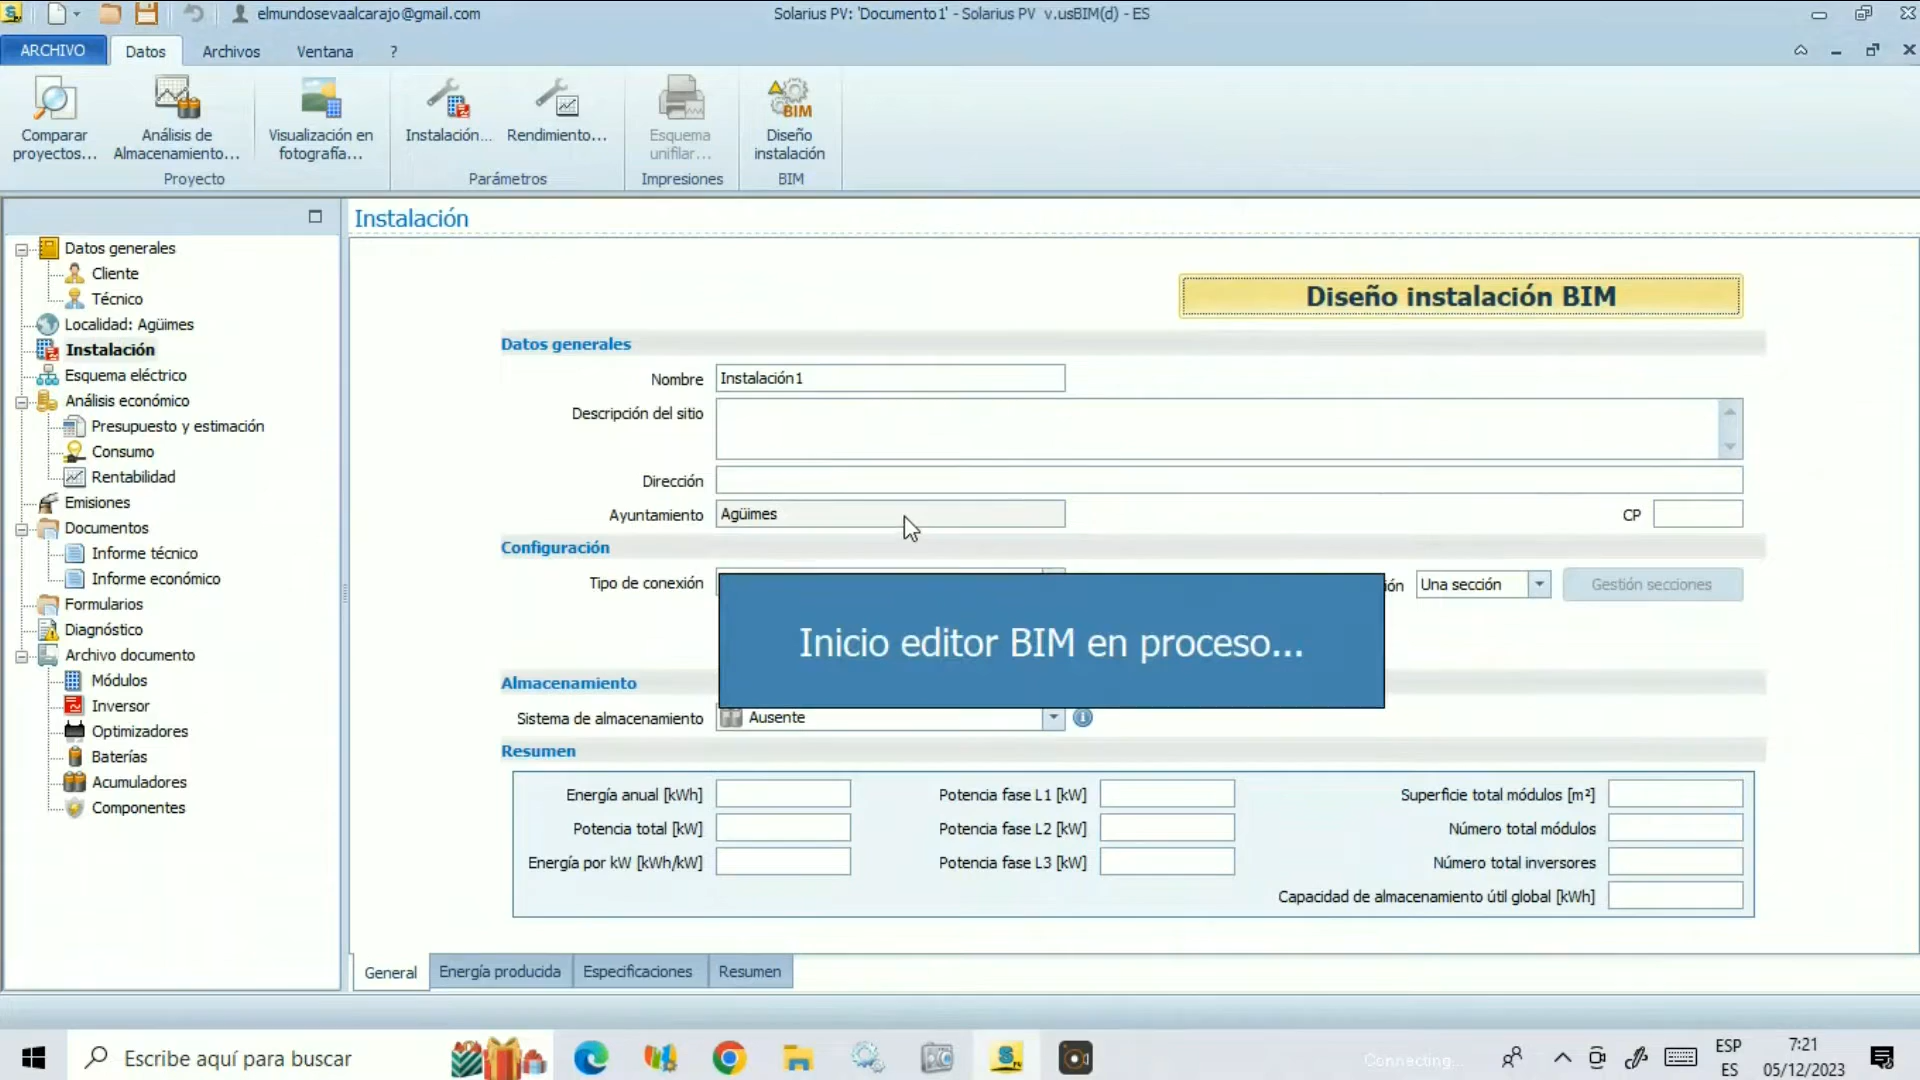 elmundosevaalcarajo@gmail.com
Solarius PV: 'Documento1' - Solarius PV v.usBIM(d) - ES
ARCHIVO
Datos
Archivos
Ventana
?
Comparar
proyectos...
Análisis de
Almacenamiento...
Visualización en
fotografía...
Instalación...
Rendimiento...
Esquema
unifilar...
BIM
Diseño
instalación
Proyecto
Parámetros
Impresiones
BIM
Instalación
Datos generales
Cliente
Técnico
Localidad: Agüimes
Instalación
Esquema eléctrico
Análisis económico
Presupuesto y estimación
Consumo
Rentabilidad
Emisiones
Documentos
Informe técnico
Informe económico
Formularios
Diagnóstico
Archivo documento
Módulos
Inversor
Optimizadores
Baterías
Acumuladores
Componentes
Diseño instalación BIM
Datos generales
Nombre
Instalación1
Descripción del sitio
Dirección
Ayuntamiento
Agüimes
CP
Configuración
Tipo de conexión
ión
Una sección
Gestión secciones
Inicio editor BIM en proceso...
Almacenamiento
Sistema de almacenamiento
Ausente
Resumen
Energía anual [kWh]
Potencia fase L1 [kW]
Superficie total módulos [m²]
Potencia total [kW]
Potencia fase L2 [kW]
Número total módulos
Energía por kW [kWh/kW]
Potencia fase L3 [kW]
Número total inversores
Capacidad de almacenamiento útil global [kWh]
General
Energía producida
Especificaciones
Resumen
Escribe aquí para buscar
Connecting...
ESP
ES
7:21
05/12/2023